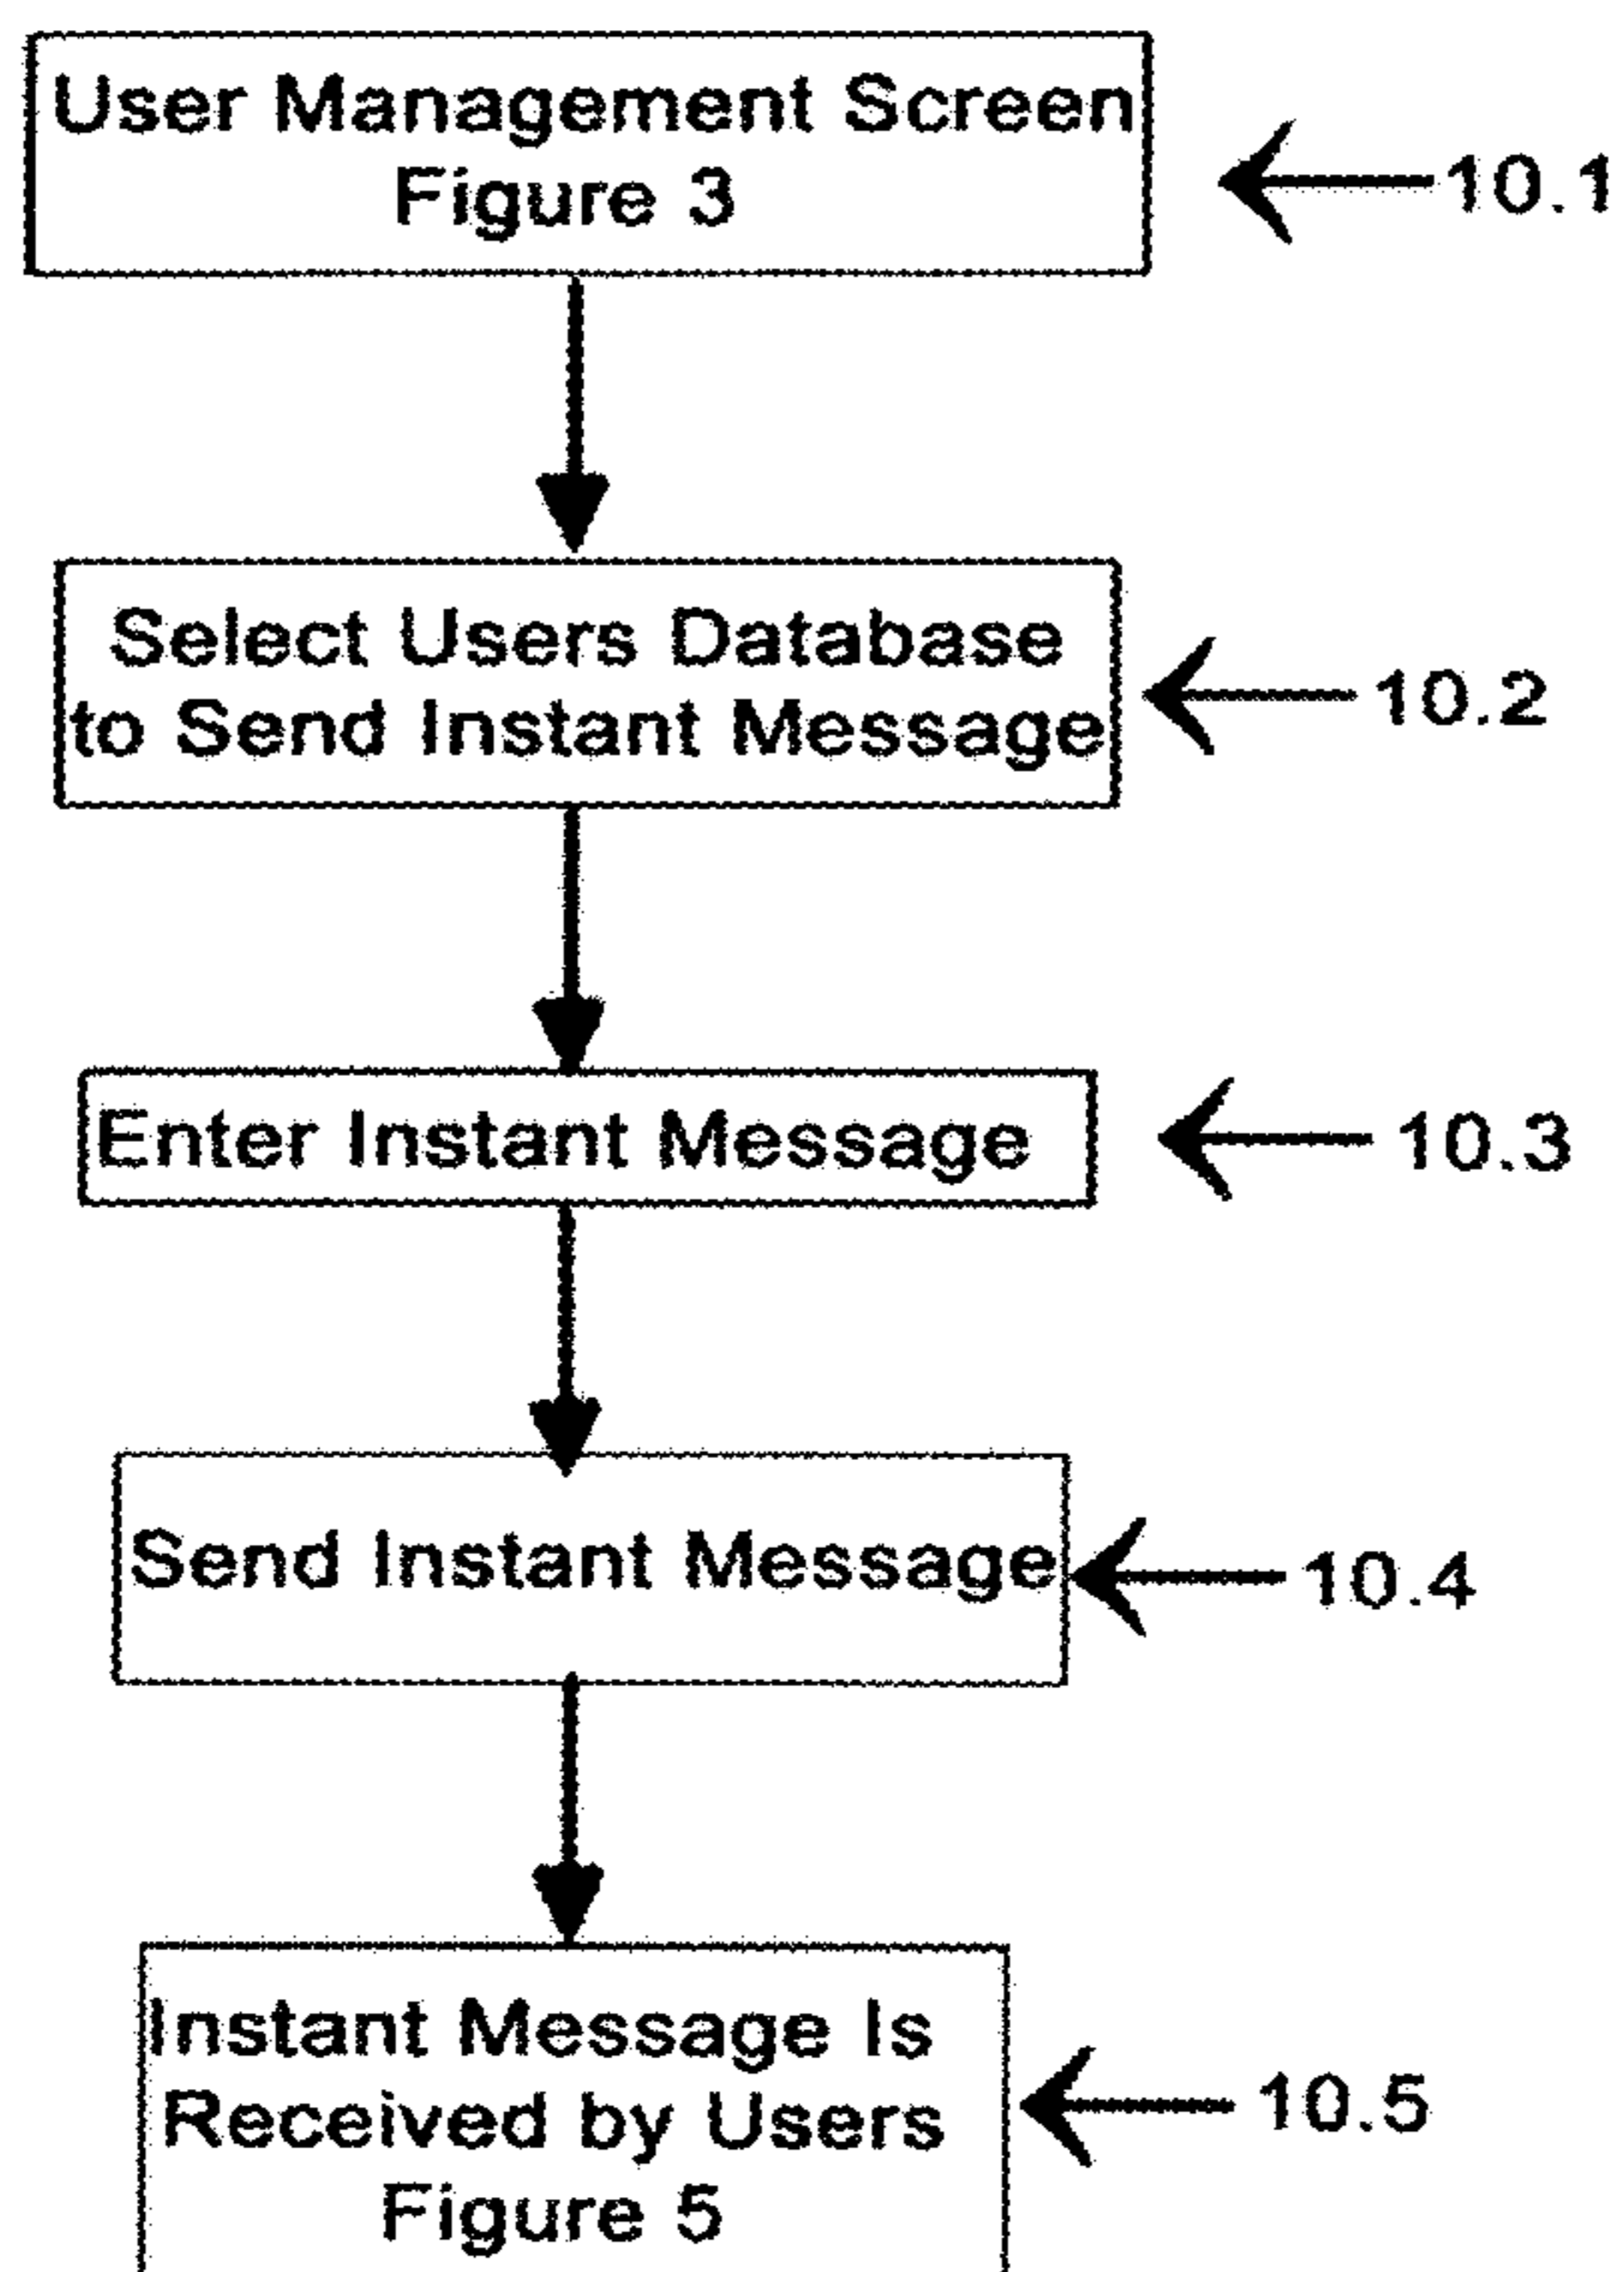 User Management Screen
Figure 3
10.1
Select Users Database
to Send Instant Message
10.2
Enter Instant Message
10.3
Send Instant Message
10.4
Instant Message Is
Received by Users
Figure 5
10.5